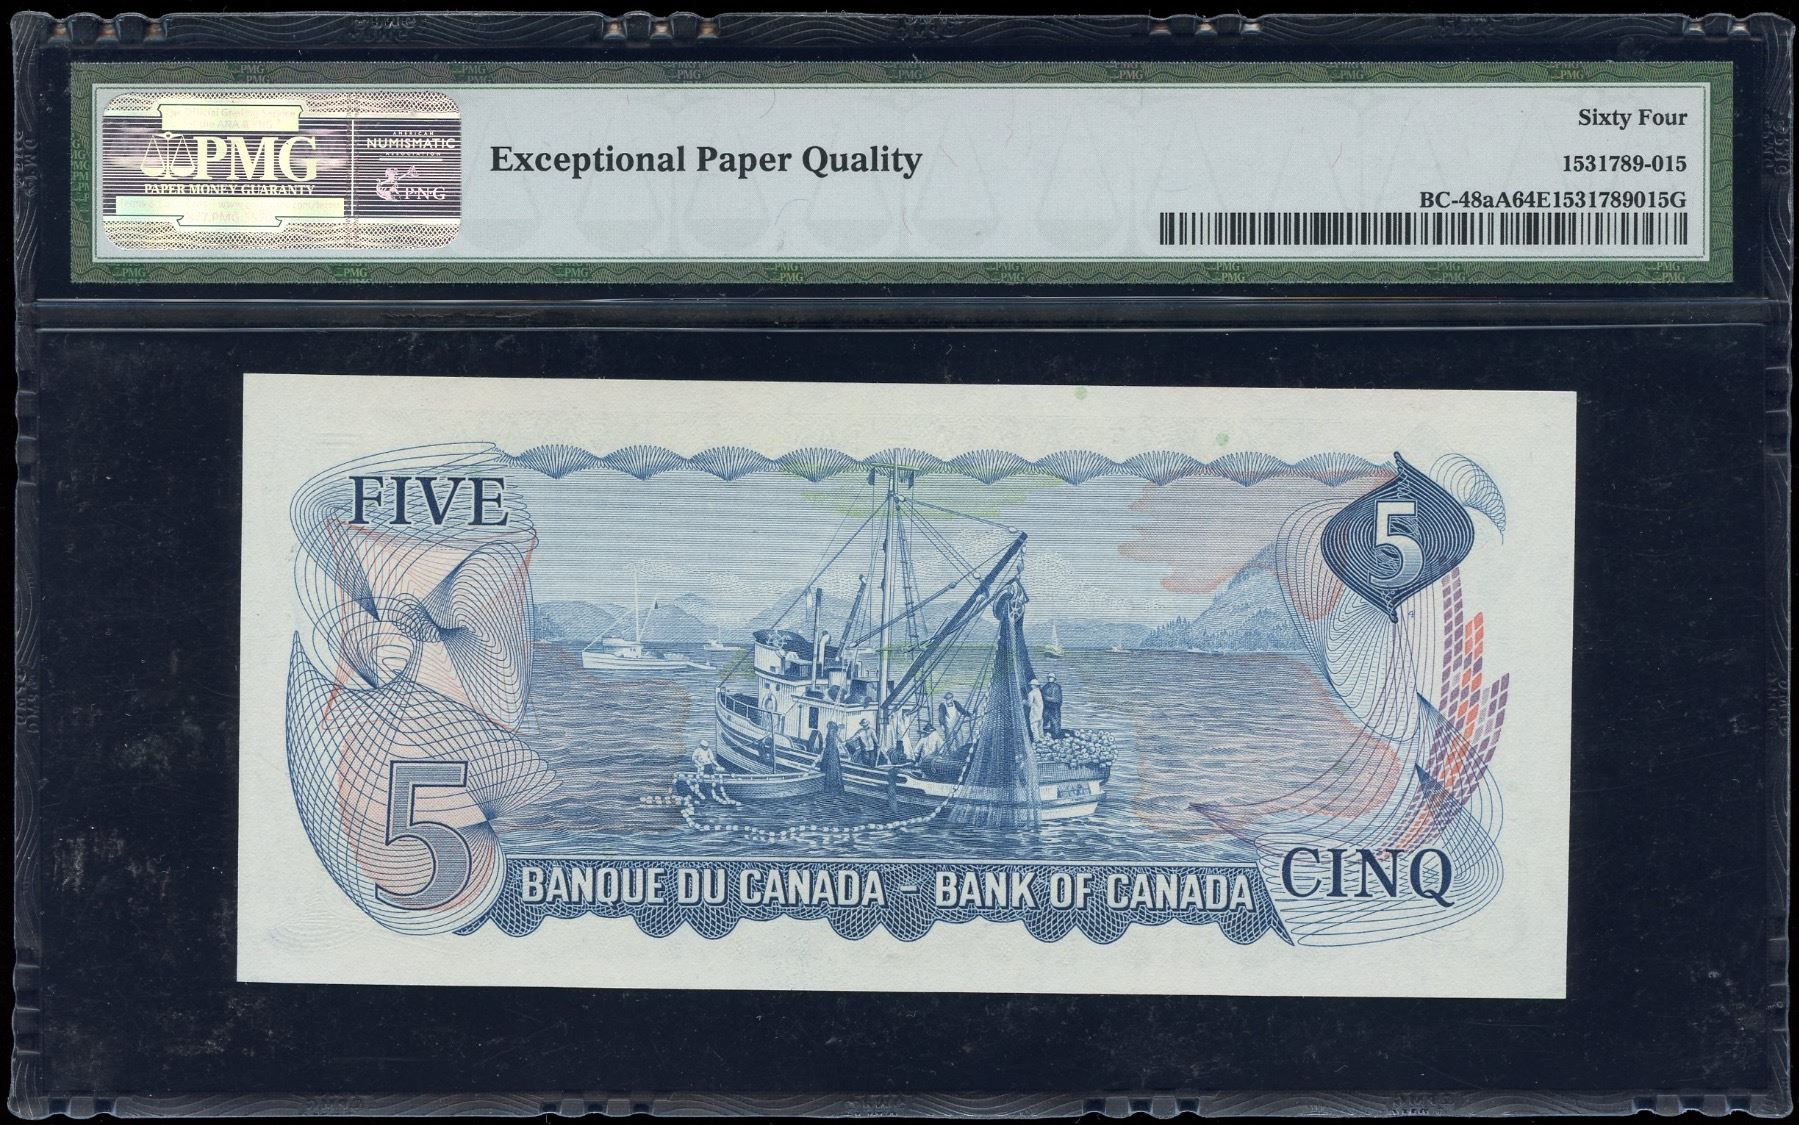 PMG
PAPER MONEY GUARANTY
AMERICAN
NUMISMATIC
ASSOCIATION
PNG
Exceptional Paper Quality
Sixty Four
1531789-015
BC-48aA64E1531789015G
FIVE
5
5
BANQUE DU CANADA – BANK OF CANADA
CINQ